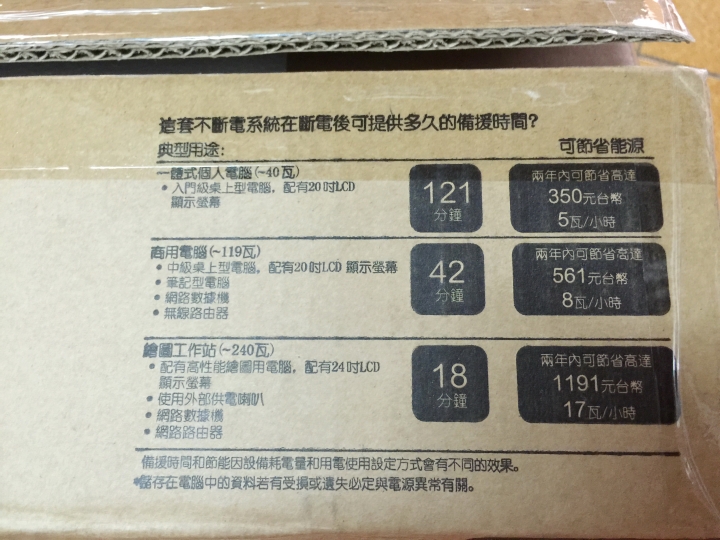 這套不斷電系統在斷電後可提供多久的備援時間?
典型用途:
可節省能源
一體式個人電腦(~40瓦)
• 入門級桌上型電腦，配有20吋LCD
顯示螢幕
121
分鐘
兩年內可節省高達
350元台幣
5瓦/小時
商用電腦(~119瓦)
• 中級桌上型電腦，配有20吋LCD 顯示螢幕
• 筆記型電腦
• 網路數據機
• 無線路由器
42
分鐘
兩年內可節省高達
561元台幣
8瓦/小時
繪圖工作站(~240瓦)
• 配有高性能繪圖用電腦，配有24吋LCD
顯示螢幕
• 使用外部供電喇叭
• 網路數據機
• 網路路由器
18
分鐘
兩年內可節省高達
1191元台幣
17瓦/小時
備援時間和節能因設備耗電量和用電使用設定方式會有不同的效果。
*儲存在電腦中的資料若有受損或遺失必定與電源異常有關。